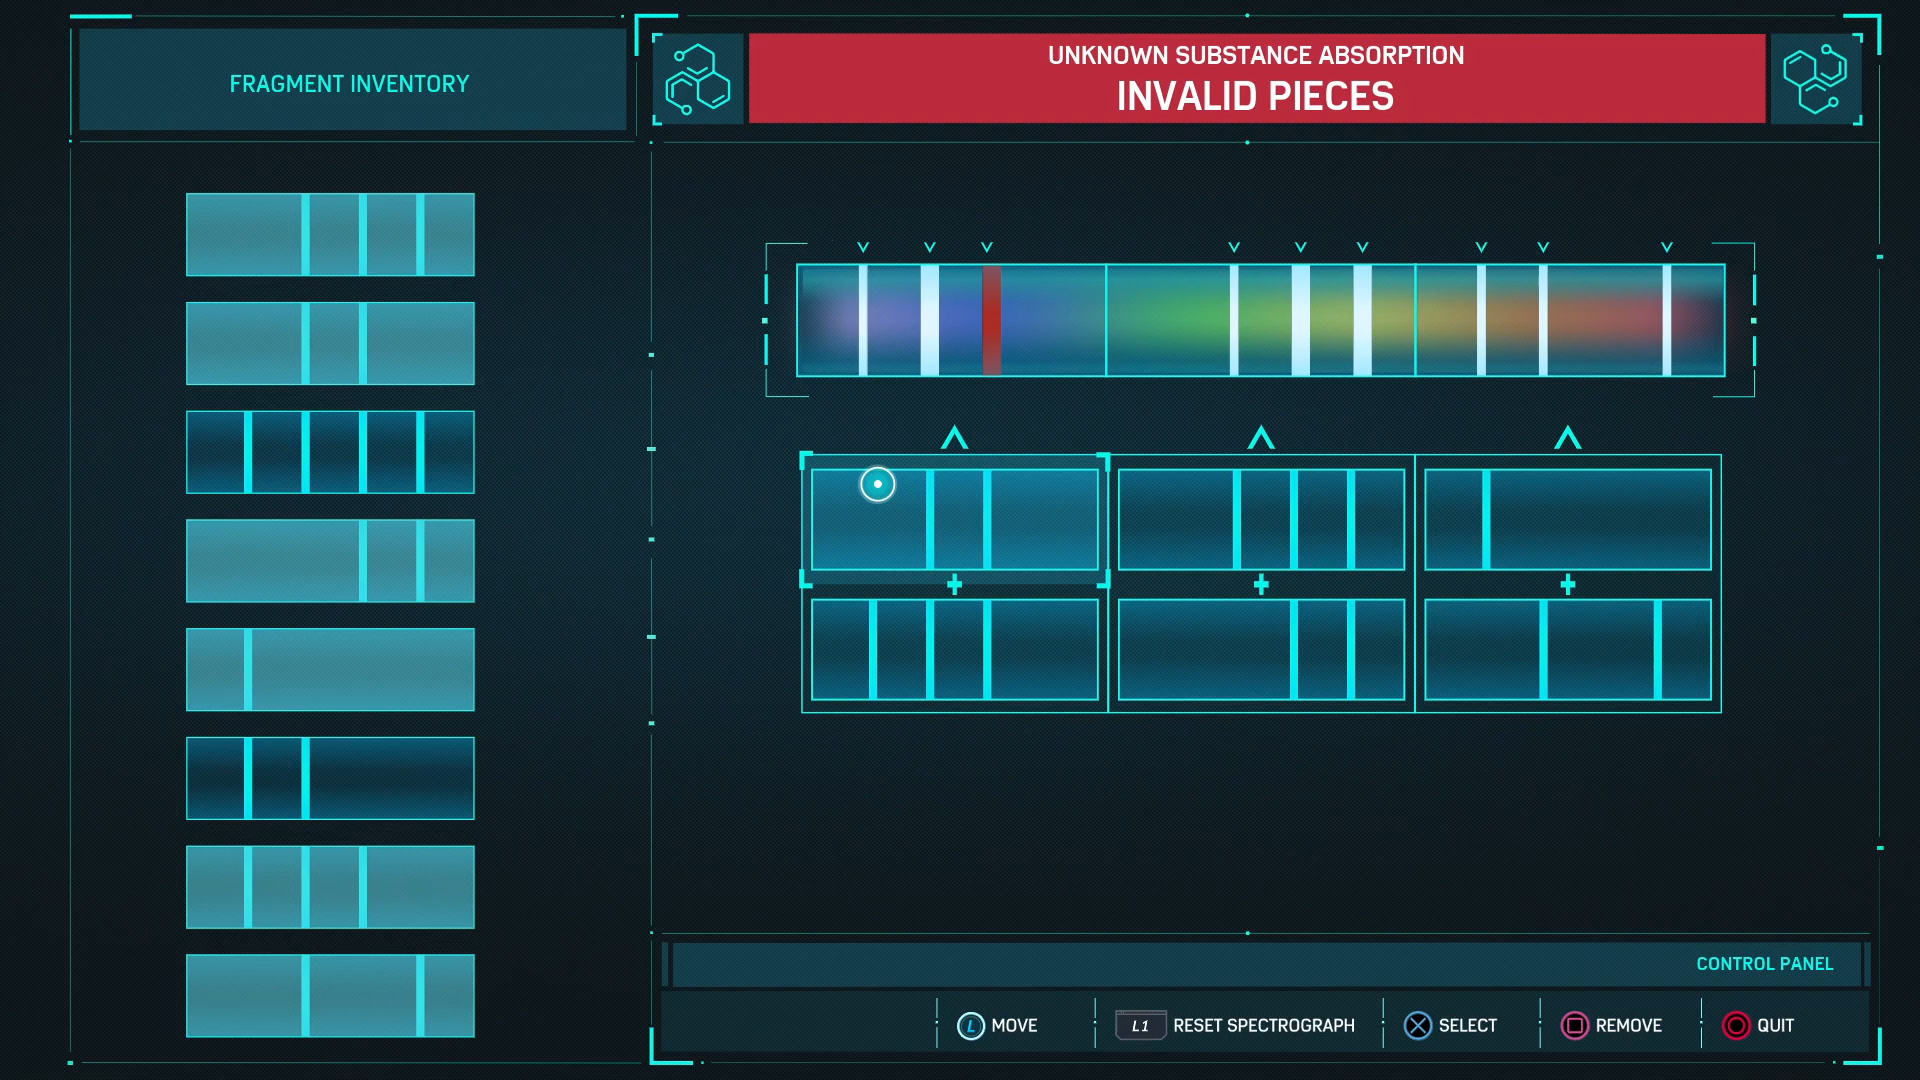 FRAGMENT INVENTORY
UNKNOWN SUBSTANCE ABSORPTION
INVALID PIECES
CONTROL PANEL
L MOVE
L1 RESET SPECTROGRAPH
SELECT
REMOVE
QUIT